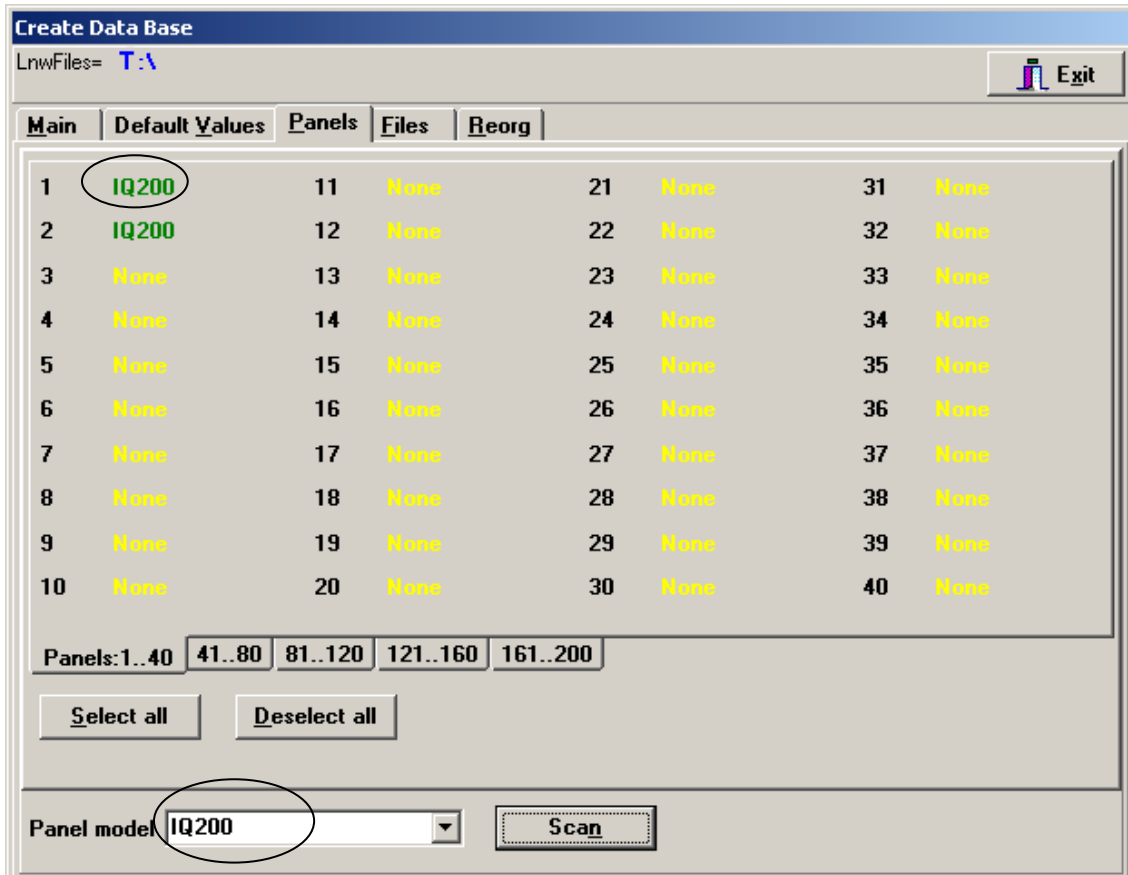 Create Data Base
LnwFiles= T:\
Exit
Main Default Values Panels Files Reorg
1 IQ200 11 None 21 None 31 None
2 IQ200 12 None 22 None 32 None
3 None 13 None 23 None 33 None
4 None 14 None 24 None 34 None
5 None 15 None 25 None 35 None
6 None 16 None 26 None 36 None
7 None 17 None 27 None 37 None
8 None 18 None 28 None 38 None
9 None 19 None 29 None 39 None
10 None 20 None 30 None 40 None
Panels:1..40 41..80 81..120 121..160 161..200
Select all Deselect all
Panel model IQ200 Scan